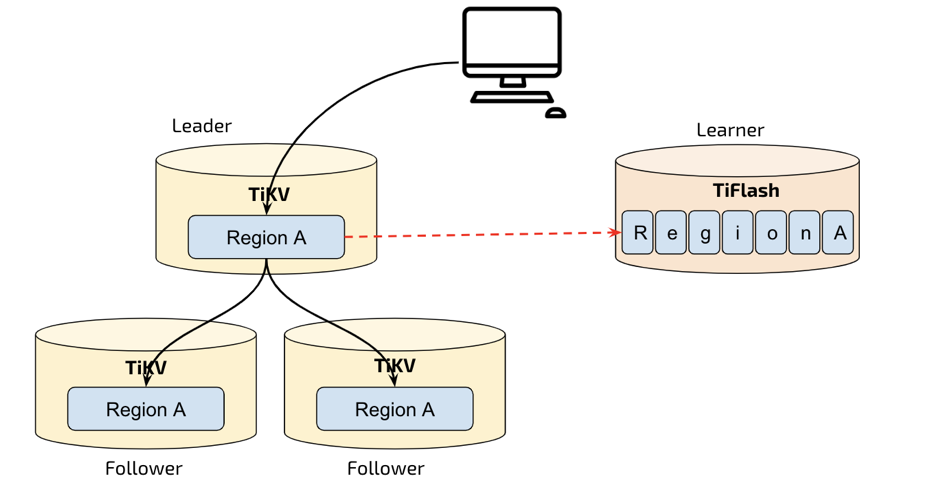 Leader
Learner
TiKV
TiFlash
Region A
R e g i o n A
TiKV
TiKV
Region A
Region A
Follower
Follower